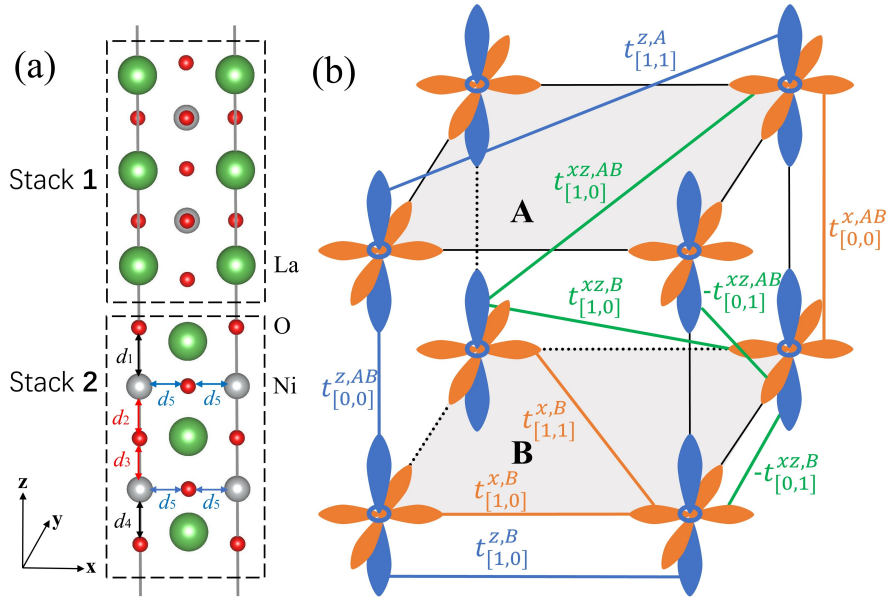 (a)
Stack 1
La
O
Stack 2
Ni
d₁
d₅
d₅
d₂
d₃
d₅
d₅
d₄
z
y
x
(b)
t^{z,A}_{[1,1]}
t^{xz,AB}_{[1,0]}
t^{x,AB}_{[0,0]}
A
t^{xz,B}_{[1,0]}
-t^{xz,AB}_{[0,1]}
t^{z,AB}_{[0,0]}
t^{x,B}_{[1,1]}
B
t^{x,B}_{[1,0]}
-t^{xz,B}_{[0,1]}
t^{z,B}_{[1,0]}